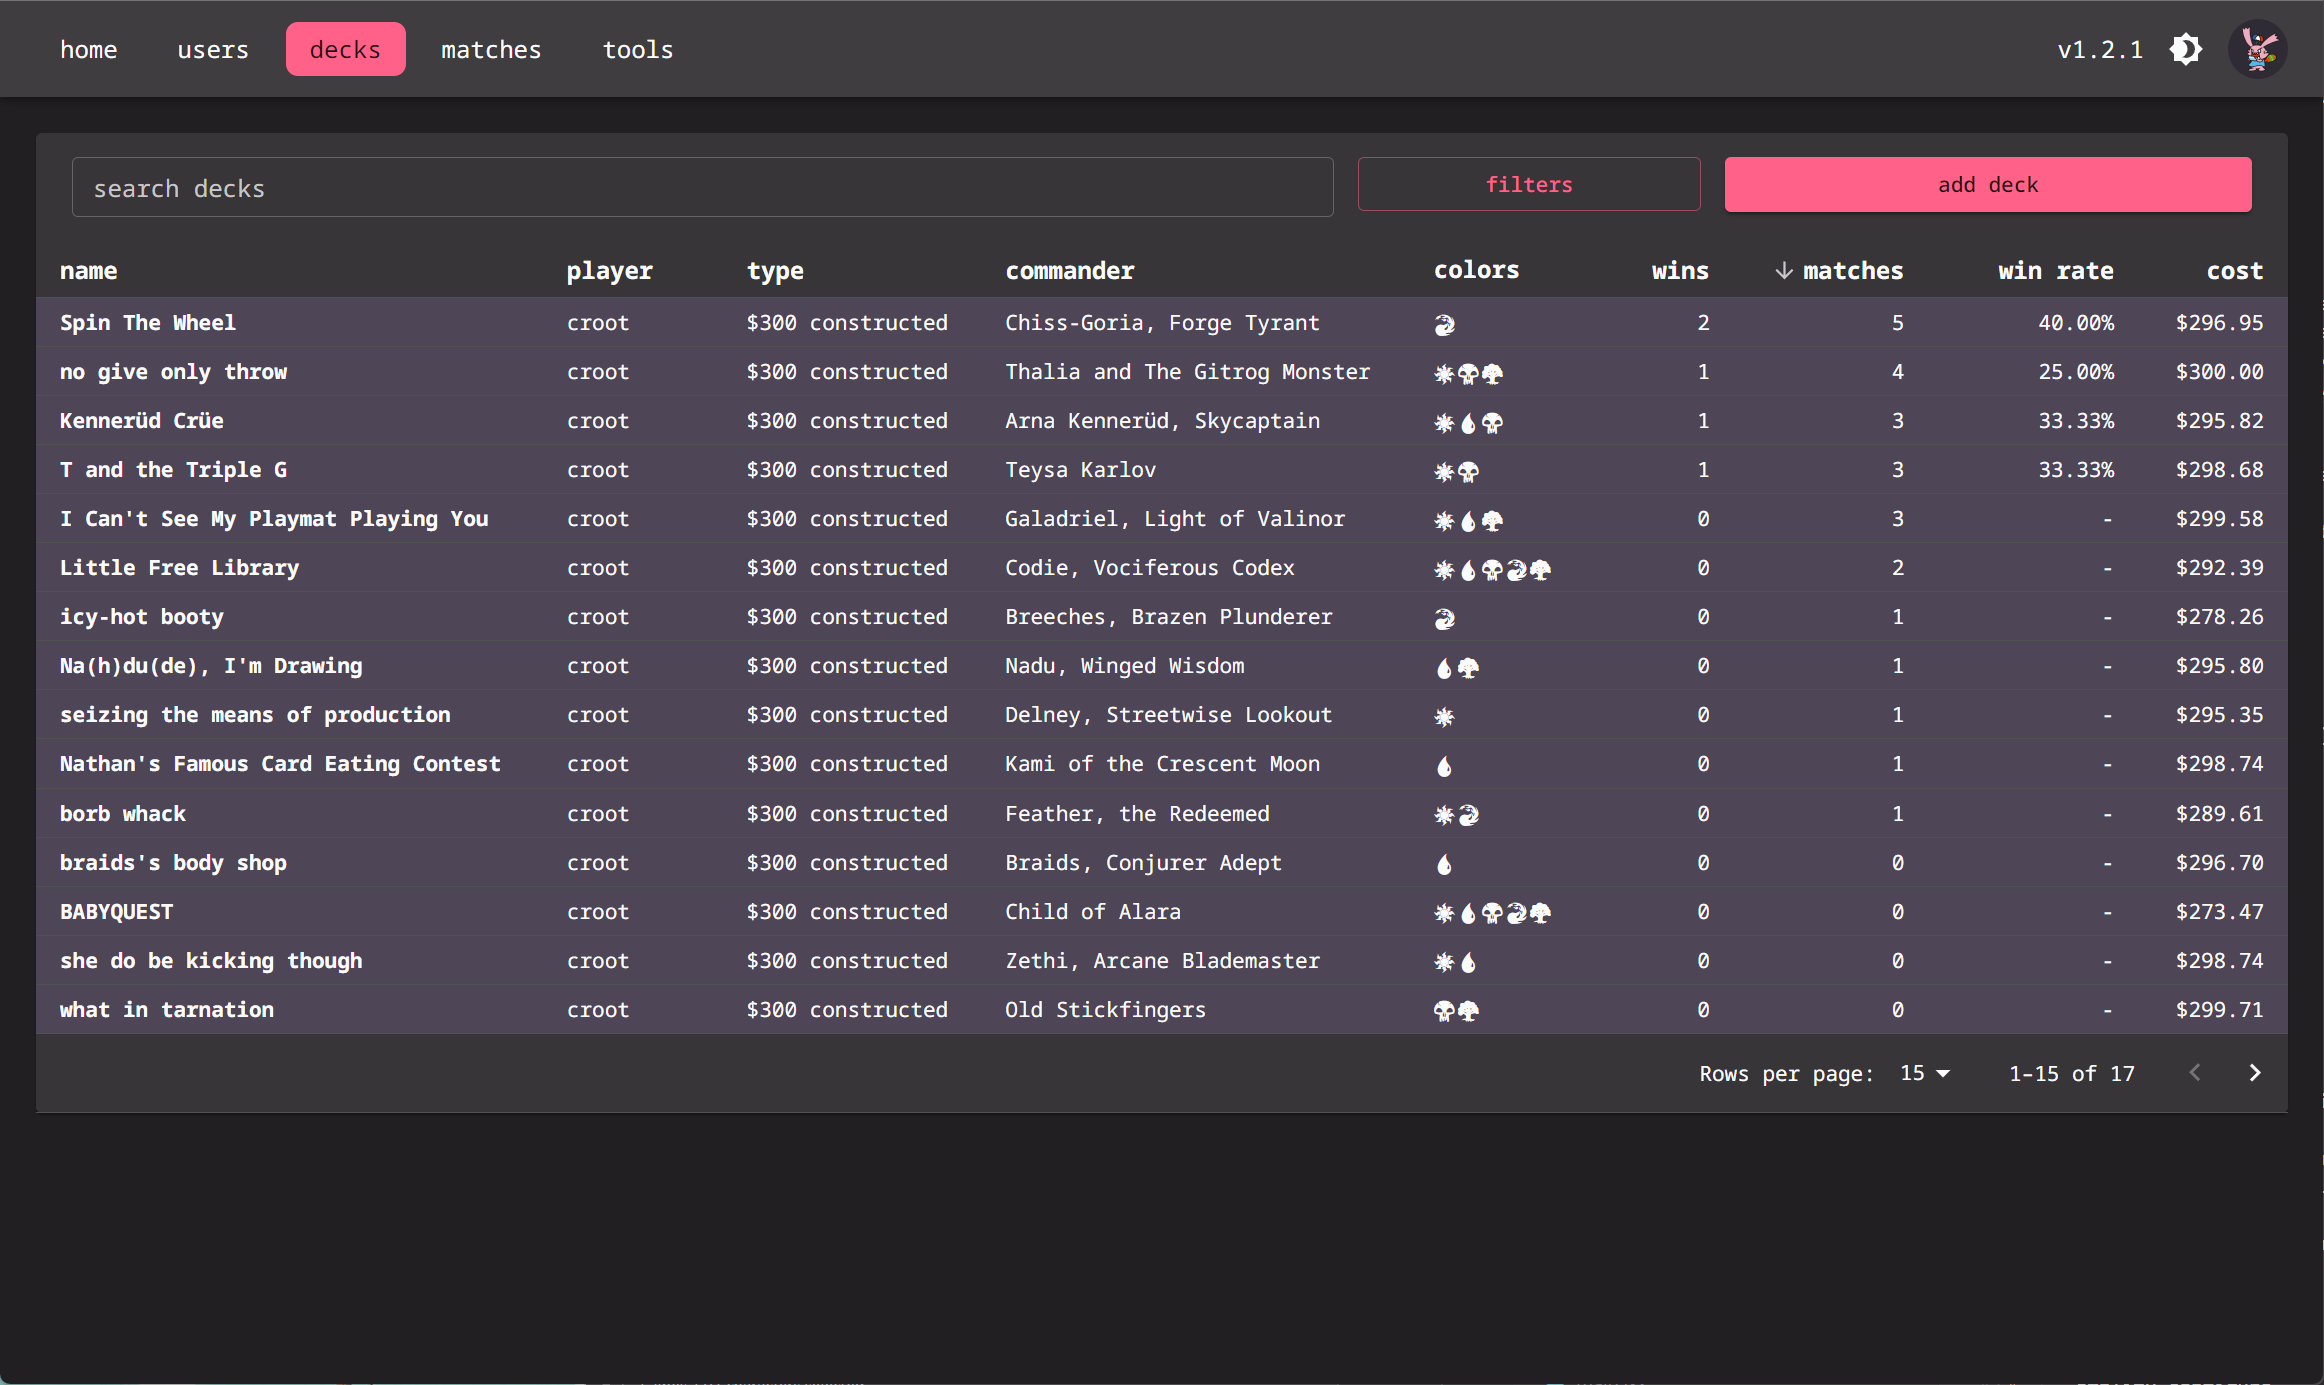 home users decks matches tools v1.2.1
search decks filters add deck
name player type commander colors wins matches win rate cost
Spin The Wheel croot $300 constructed Chiss-Goria, Forge Tyrant 2 5 40.00% $296.95
no give only throw croot $300 constructed Thalia and The Gitrog Monster 1 4 25.00% $300.00
Kennerüd Crüe croot $300 constructed Arna Kennerüd, Skycaptain 1 3 33.33% $295.82
T and the Triple G croot $300 constructed Teysa Karlov 1 3 33.33% $298.68
I Can't See My Playmat Playing You croot $300 constructed Galadriel, Light of Valinor 0 3 - $299.58
Little Free Library croot $300 constructed Codie, Vociferous Codex 0 2 - $292.39
icy-hot booty croot $300 constructed Breeches, Brazen Plunderer 0 1 - $278.26
Na(h)du(de), I'm Drawing croot $300 constructed Nadu, Winged Wisdom 0 1 - $295.80
seizing the means of production croot $300 constructed Delney, Streetwise Lookout 0 1 - $295.35
Nathan's Famous Card Eating Contest croot $300 constructed Kami of the Crescent Moon 0 1 - $298.74
borb whack croot $300 constructed Feather, the Redeemed 0 1 - $289.61
braids's body shop croot $300 constructed Braids, Conjurer Adept 0 0 - $296.70
BABYQUEST croot $300 constructed Child of Alara 0 0 - $273.47
she do be kicking though croot $300 constructed Zethi, Arcane Blademaster 0 0 - $298.74
what in tarnation croot $300 constructed Old Stickfingers 0 0 - $299.71
Rows per page: 15 1-15 of 17